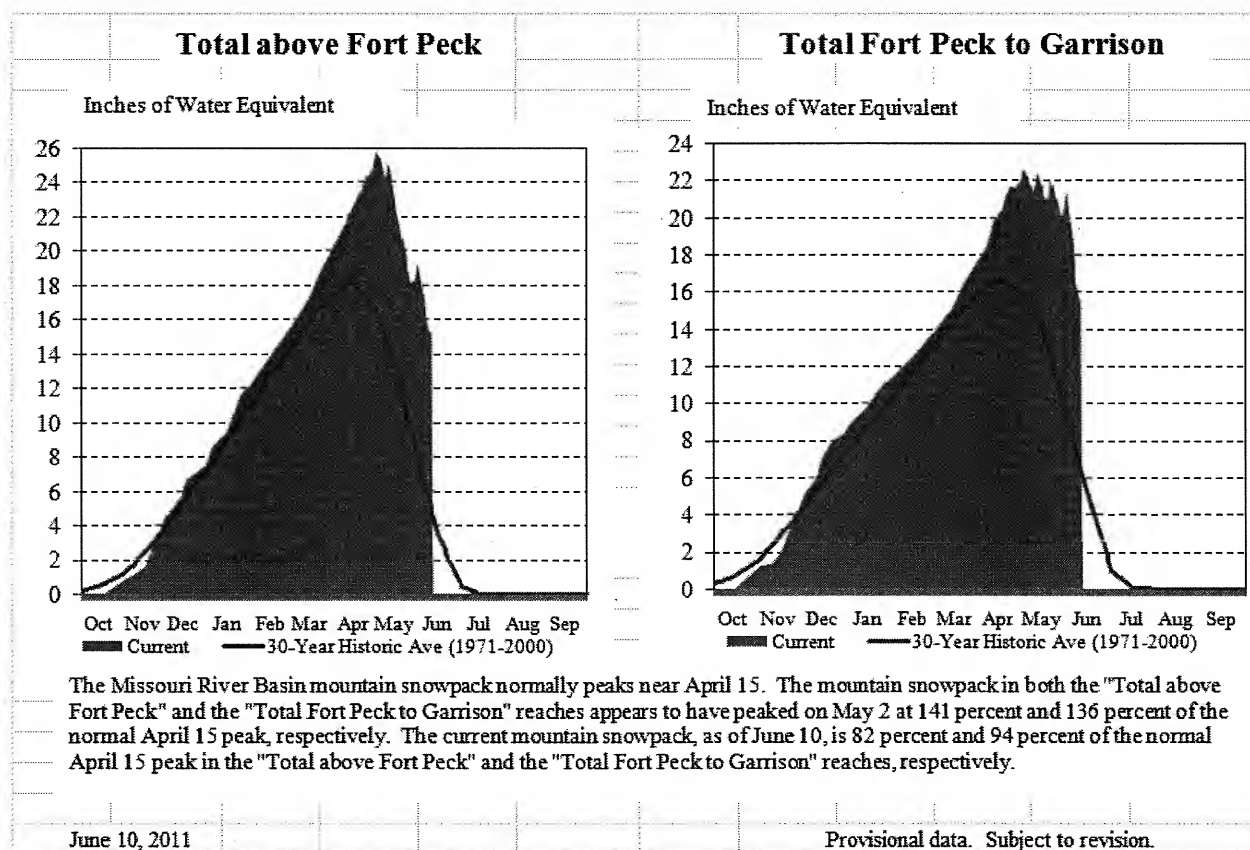 Total above Fort Peck
Inches of Water Equivalent
26
24
22
20
18
16
14
12
10
8
6
4
2
0
Oct Nov Dec Jan Feb Mar Apr May Jun Jul Aug Sep
Current 30-Year Historic Ave (1971-2000)
Total Fort Peck to Garrison
Inches of Water Equivalent
24
22
20
18
16
14
12
10
8
6
4
2
0
Oct Nov Dec Jan Feb Mar Apr May Jun Jul Aug Sep
Current 30-Year Historic Ave (1971-2000)
The Missouri River Basin mountain snowpack normally peaks near April 15. The mountain snowpack in both the "Total above
Fort Peck" and the "Total Fort Peck to Garrison" reaches appears to have peaked on May 2 at 141 percent and 136 percent of the
normal April 15 peak, respectively. The current mountain snowpack, as of June 10, is 82 percent and 94 percent of the normal
April 15 peak in the "Total above Fort Peck" and the "Total Fort Peck to Garrison" reaches, respectively.
June 10, 2011
Provisional data. Subject to revision.